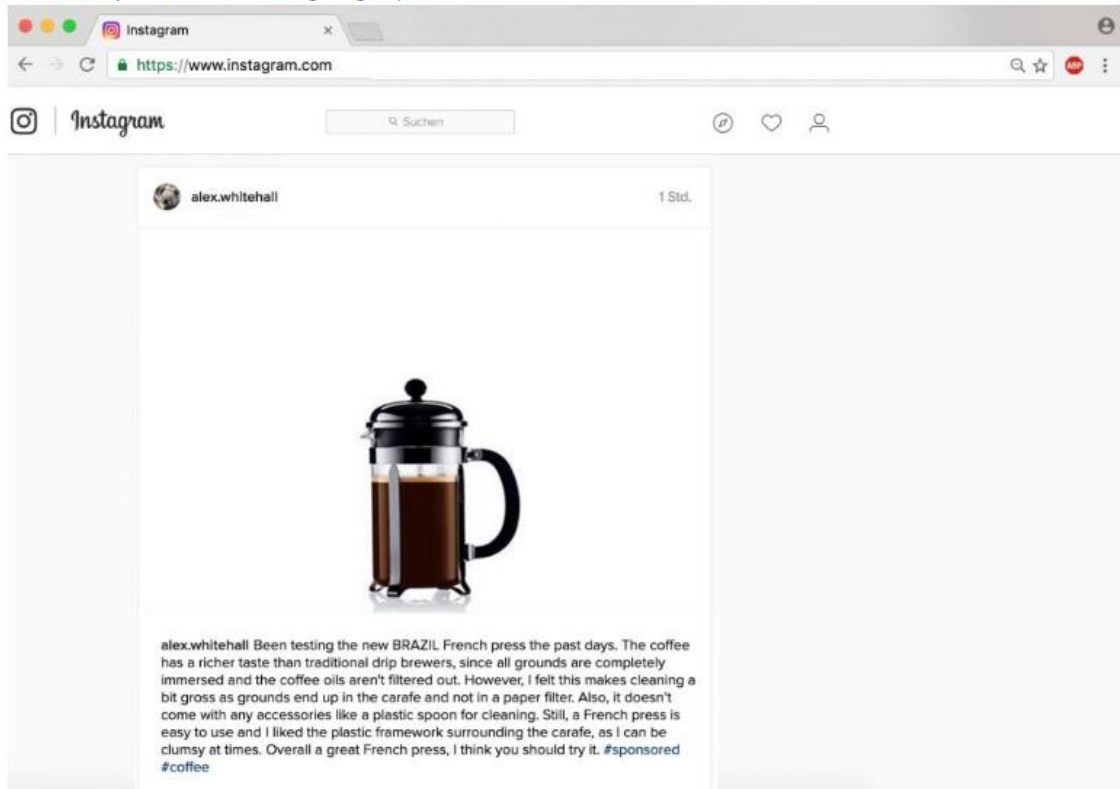 Instagram
https://www.instagram.com
ABP
Instagram
Suchen
alex.whitehall
1 Std.
alex.whitehall Been testing the new BRAZIL French press the past days. The coffee
has a richer taste than traditional drip brewers, since all grounds are completely
immersed and the coffee oils aren't filtered out. However, I felt this makes cleaning a
bit gross as grounds end up in the carafe and not in a paper filter. Also, it doesn't
come with any accessories like a plastic spoon for cleaning. Still, a French press is
easy to use and I liked the plastic framework surrounding the carafe, as I can be
clumsy at times. Overall a great French press, I think you should try it. #sponsored
#coffee